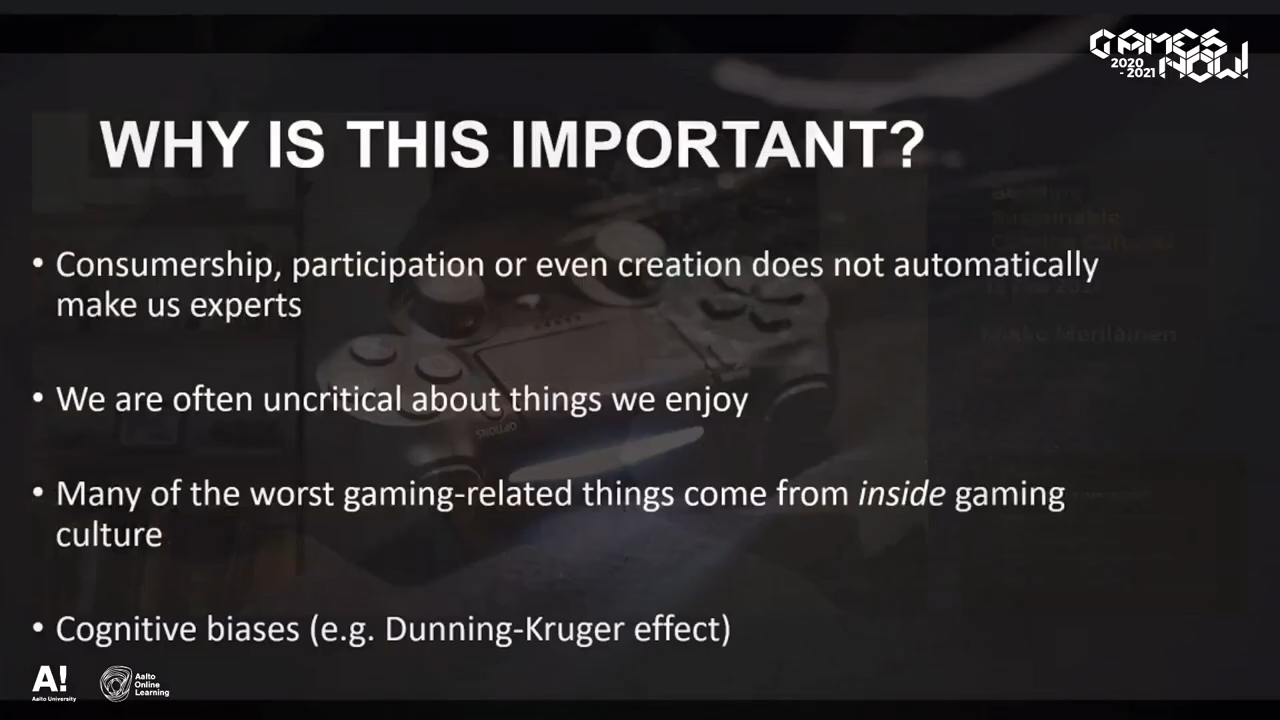 GAMES
2020
NOW!
- 2021
WHY IS THIS IMPORTANT?
• Consumership, participation or even creation does not automatically
make us experts
• We are often uncritical about things we enjoy
• Many of the worst gaming-related things come from inside gaming
culture
• Cognitive biases (e.g. Dunning-Kruger effect)
OPTIONS
A!
Aalto University
Aalto
Online
Learning